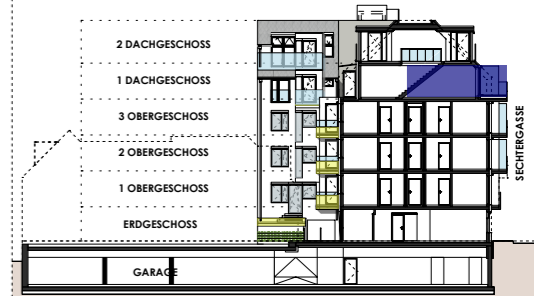 2 DACHGESCHOSS
1 DACHGESCHOSS
3 OBERGESCHOSS
2 OBERGESCHOSS
1 OBERGESCHOSS
ERDGESCHOSS
GARAGE
SECHTERGASSE